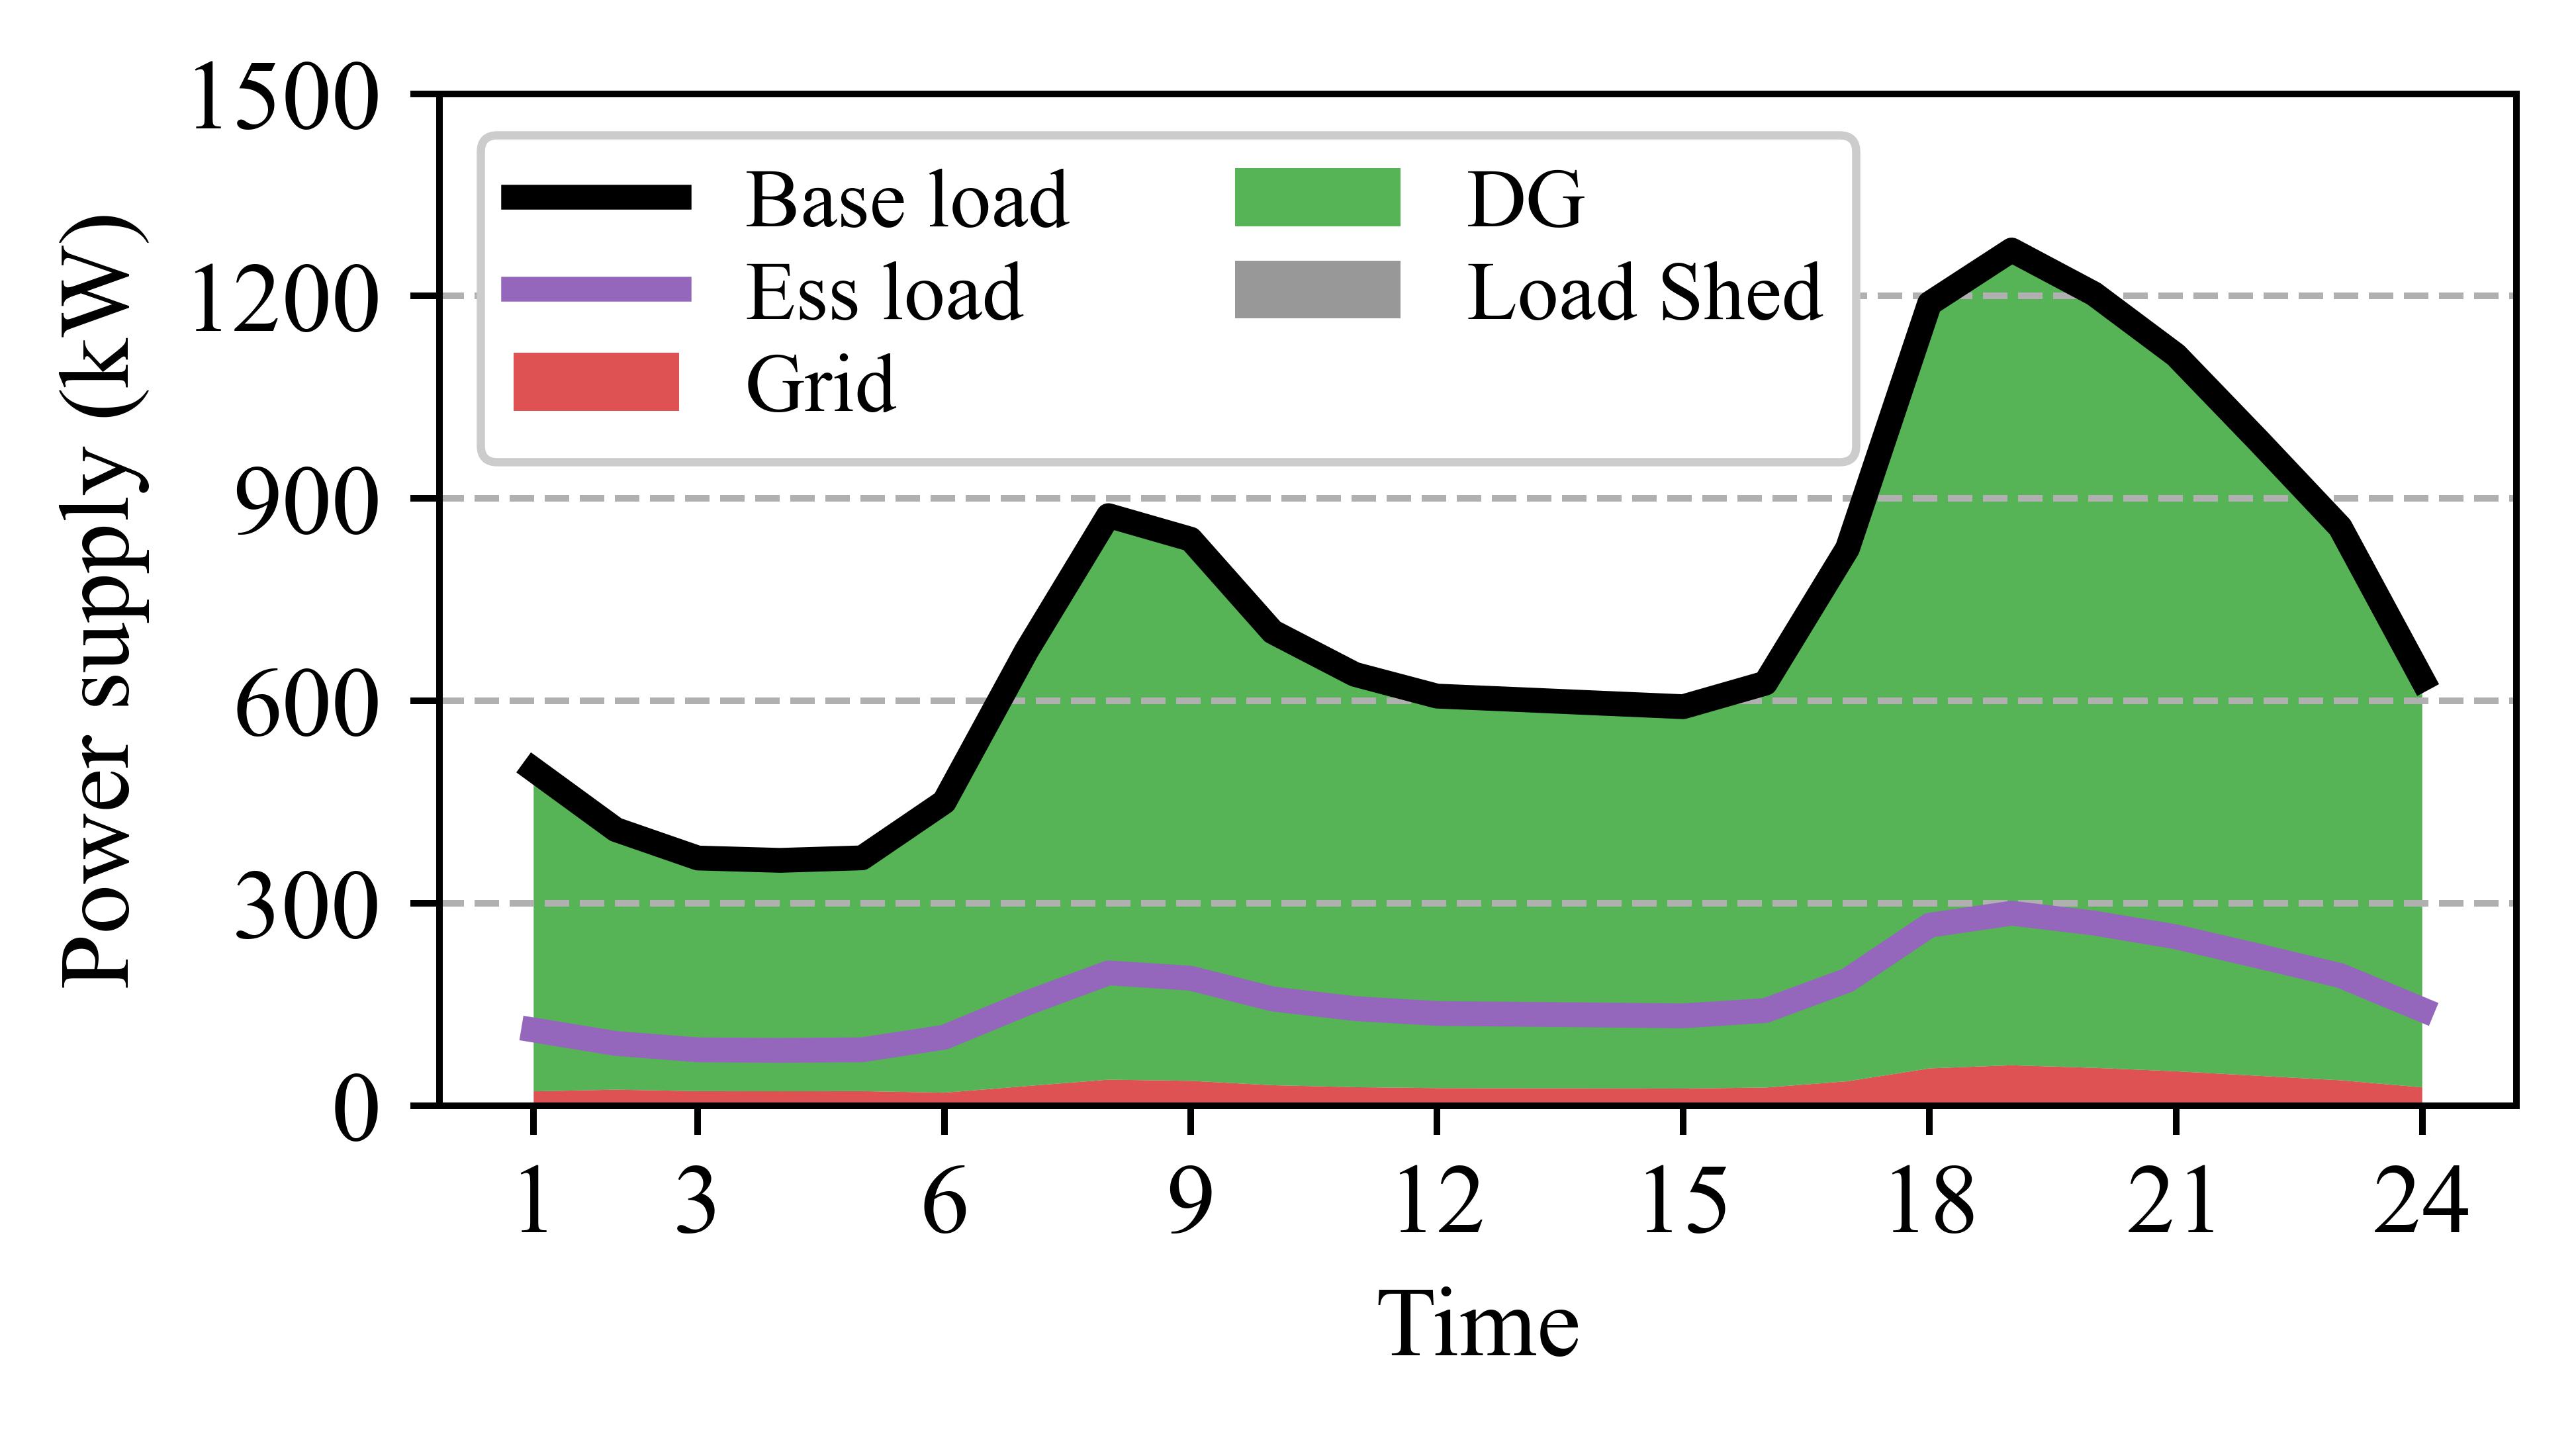 Power supply (kW)
1500
1200
900
600
300
0
Base load
Ess load
Grid
DG
Load Shed
1 3 6 9 12 15 18 21 24
Time